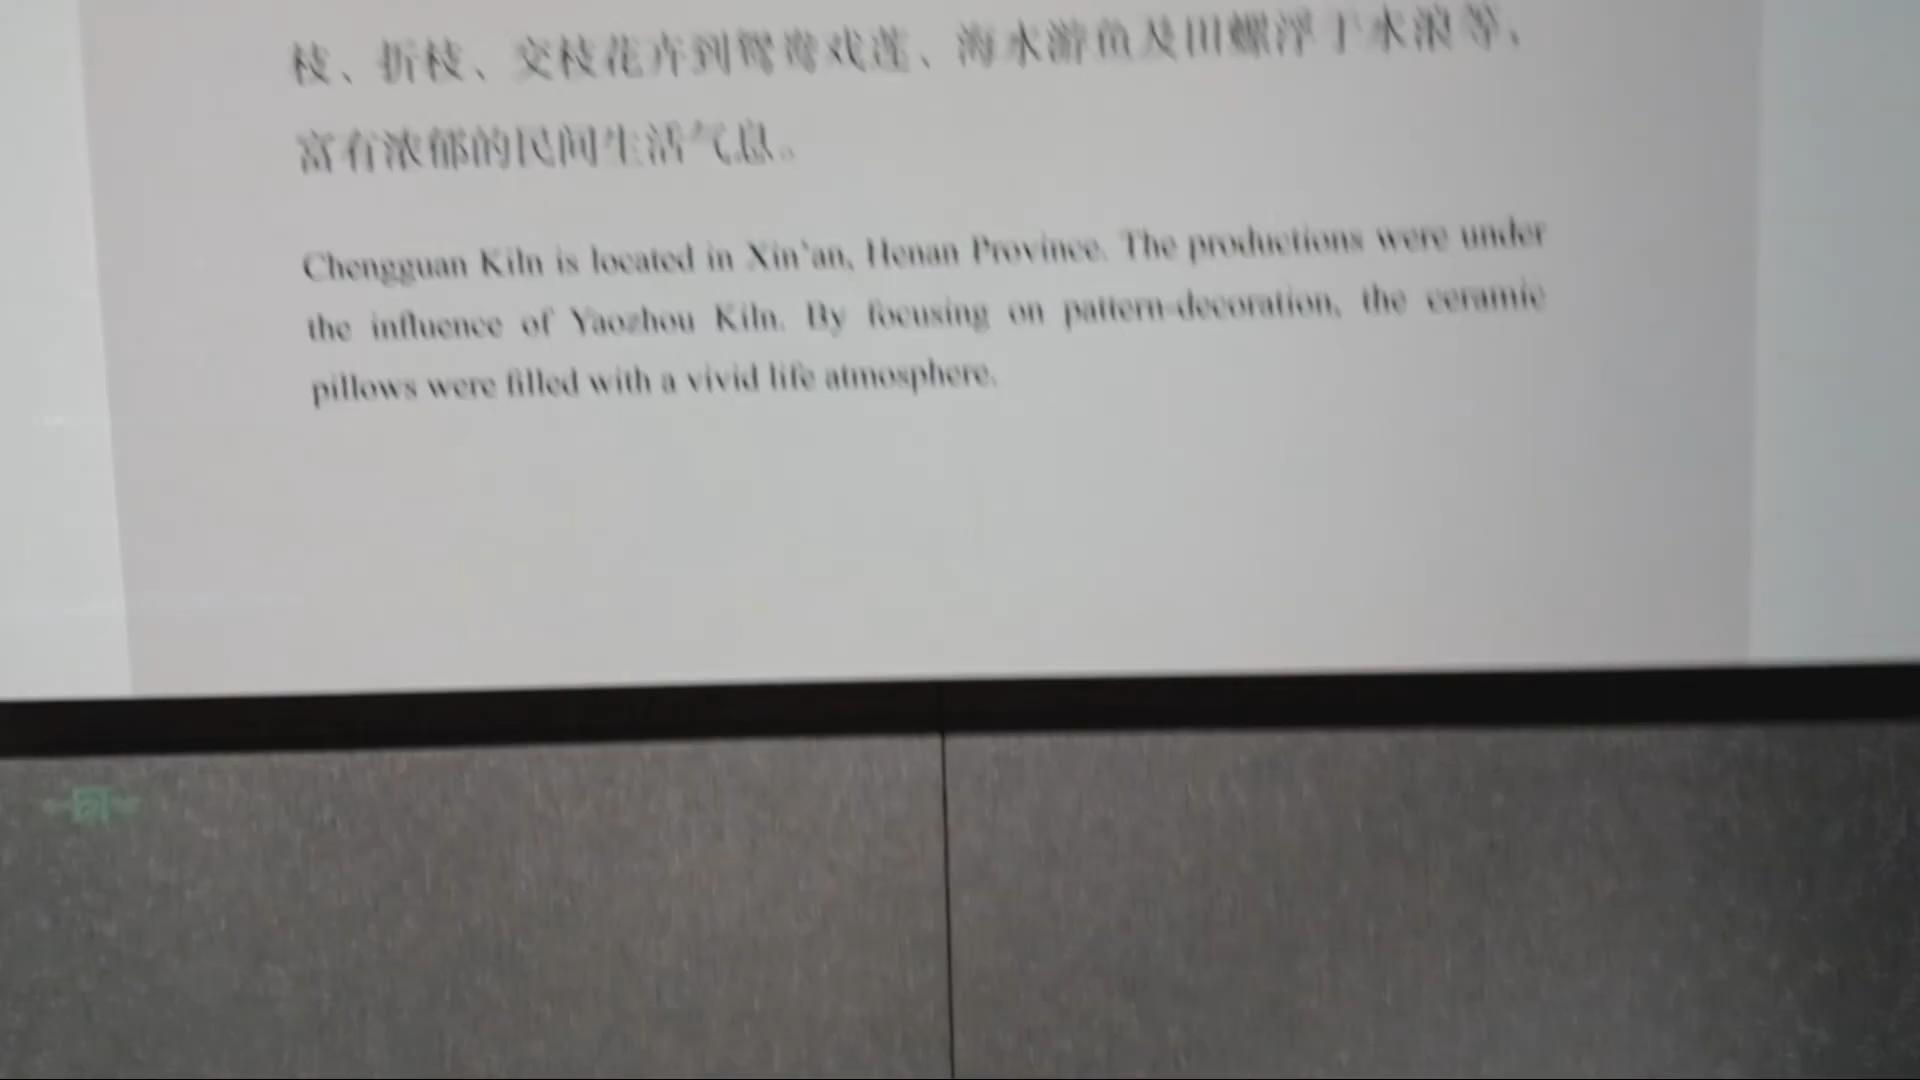 枝、折枝、交枝花卉到鸳鸯戏莲、海水游鱼及田螺浮于水浪等，
富有浓郁的民间生活气息。
Chengguan Kiln is located in Xin'an, Henan Province. The productions were under
the influence of Yaozhou Kiln. By focusing on pattern-decoration, the ceramic
pillows were filled with a vivid life atmosphere.